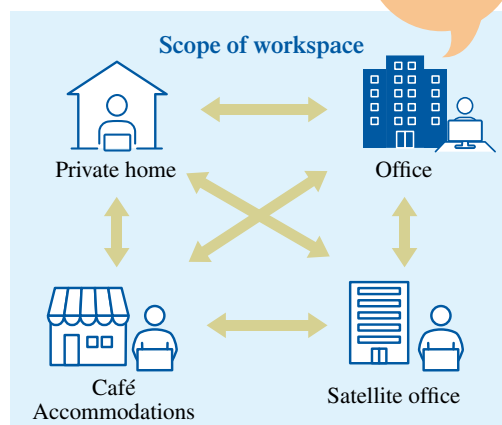 Scope of workspace
Private home
Office
Café
Accommodations
Satellite office